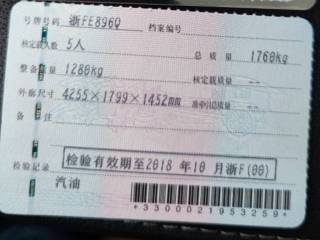 号牌号码 浙FE896Q 档案编号
核定载人数 5人 总质量 1760kg
整备质量 1280kg 核定载质量 --
外廓尺寸 4255×1799×1452mm 准牵引总质量 --
备注
检验有效期至2018年10月浙F(00)
检验记录
汽油
*3300021953259*